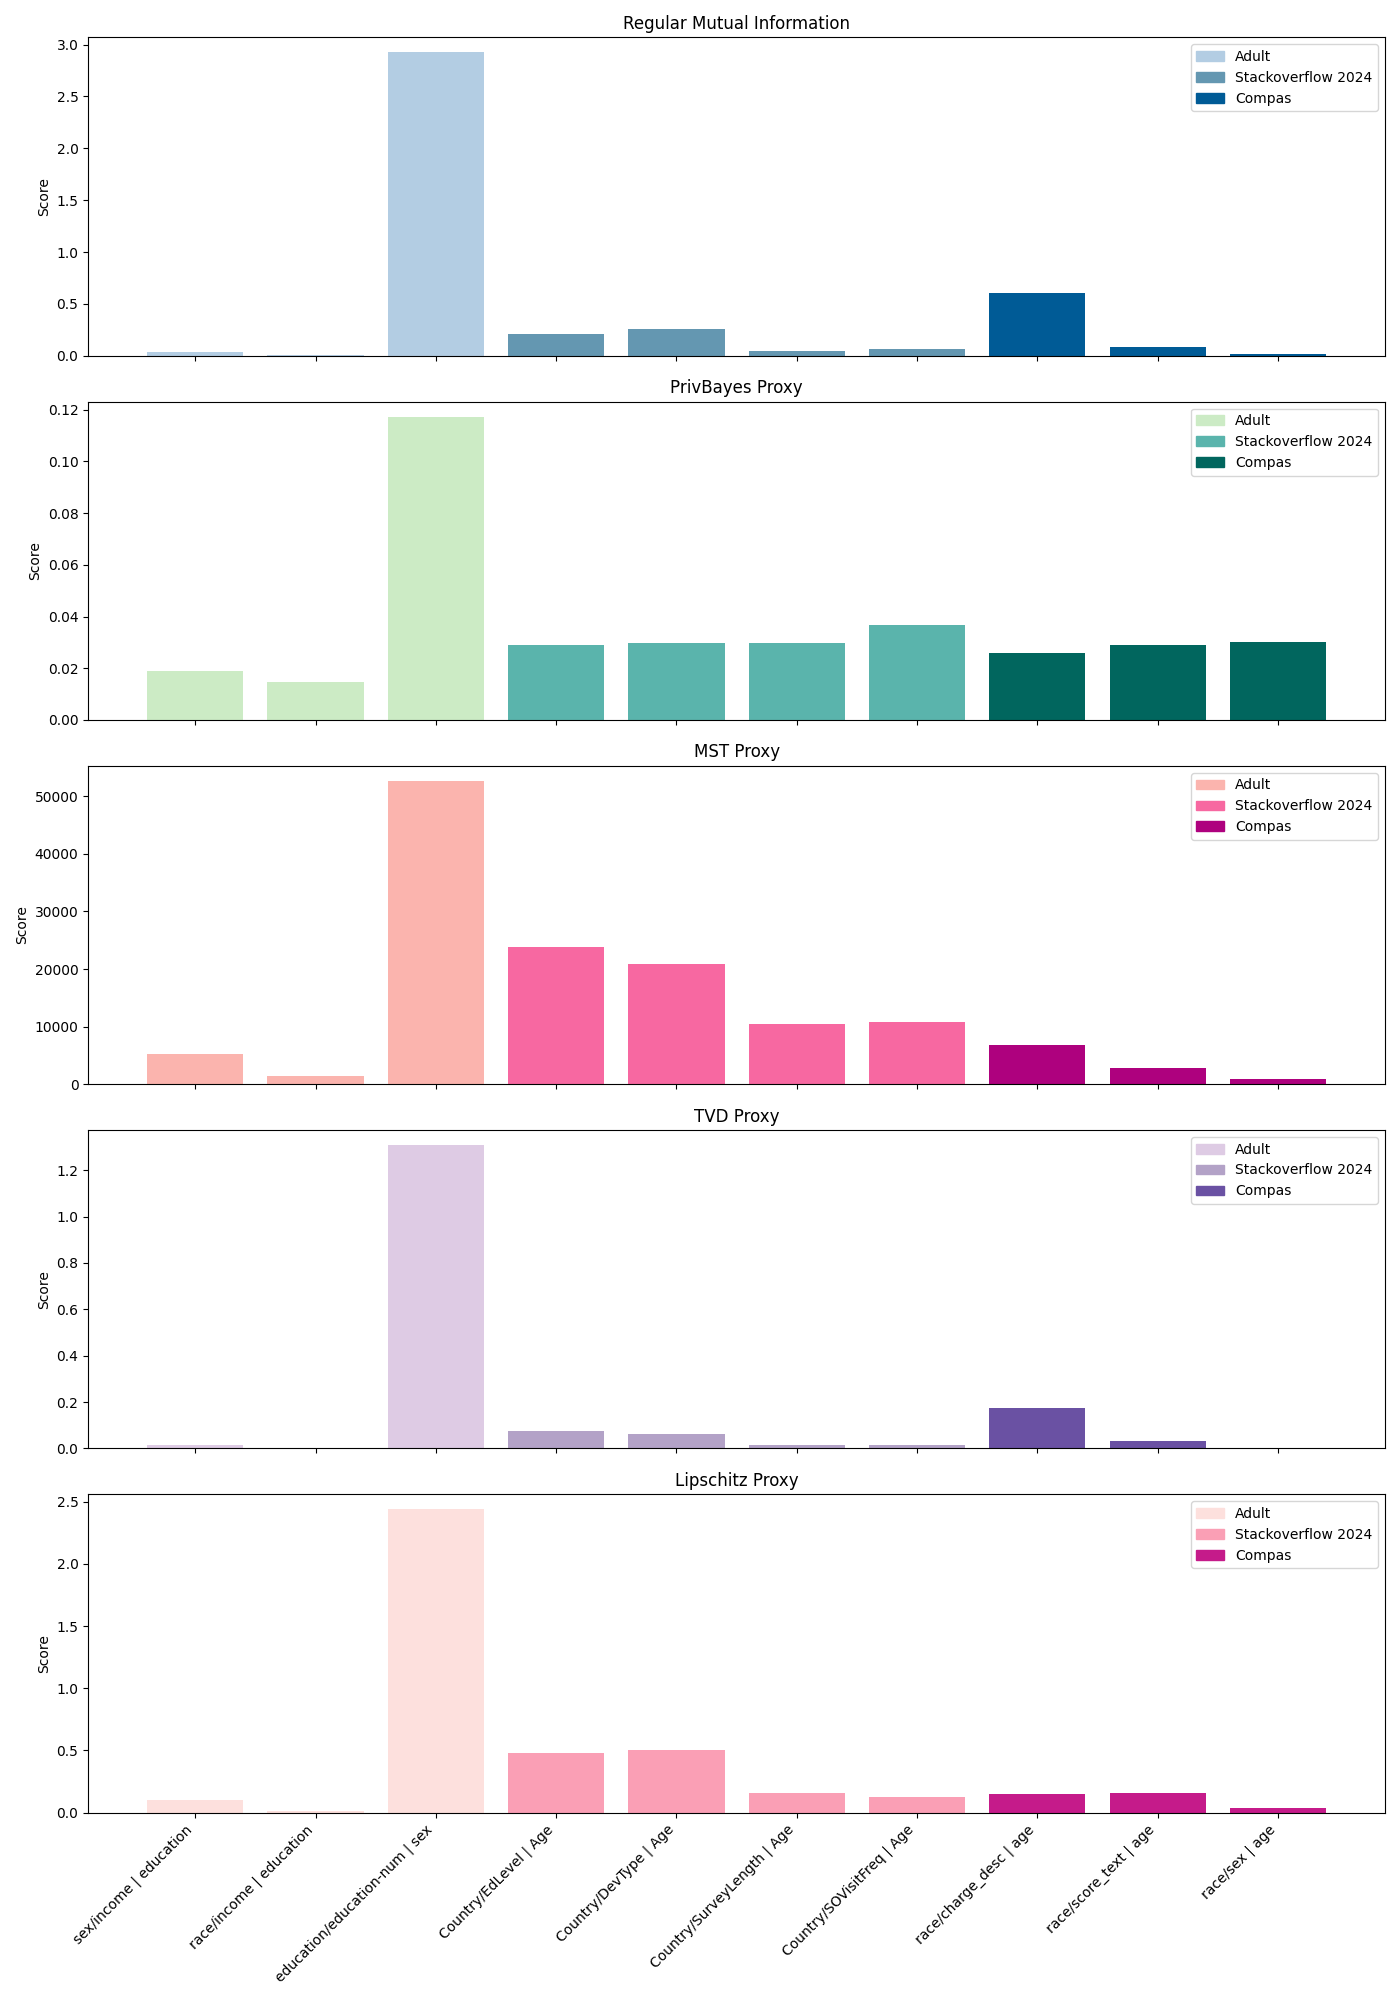 Regular Mutual Information
Score
3.0
2.5
2.0
1.5
1.0
0.5
0.0
Adult
Stackoverflow 2024
Compas
PrivBayes Proxy
Score
0.12
0.10
0.08
0.06
0.04
0.02
0.00
Adult
Stackoverflow 2024
Compas
MST Proxy
Score
50000
40000
30000
20000
10000
0
Adult
Stackoverflow 2024
Compas
TVD Proxy
Score
1.2
1.0
0.8
0.6
0.4
0.2
0.0
Adult
Stackoverflow 2024
Compas
Lipschitz Proxy
Score
2.5
2.0
1.5
1.0
0.5
0.0
Adult
Stackoverflow 2024
Compas
sex/income | education
race/income | education
education/education-num | sex
Country/EdLevel | Age
Country/DevType | Age
Country/SurveyLength | Age
Country/SOVisitFreq | Age
race/charge_desc | age
race/score_text | age
race/sex | age